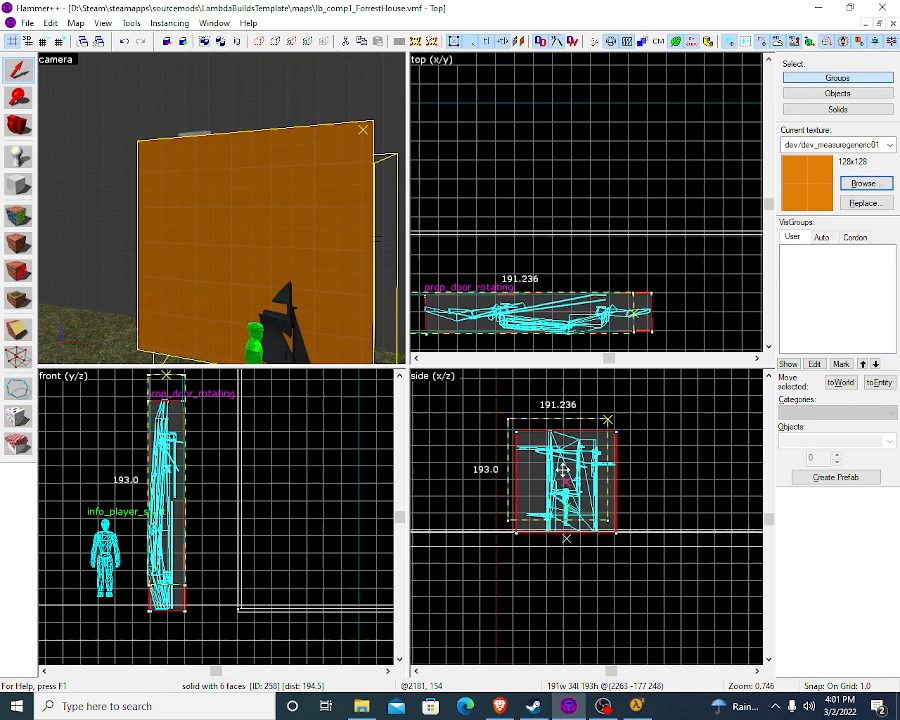 Hammer++ - [D:\Steam\steamapps\sourcemods\LambdaBuildsTemplate\maps\lb_comp1_ForrestHouse.vmf - Top]
File Edit Map View Tools Instancing Window Help
camera
top (x/y)
191.236
prop_door_rotating
front (y/z)
prop_door_rotating
193.0
info_player_s
side (x/z)
191.236
193.0
Select:
Groups
Objects
Solids
Current texture:
dev/dev_measuregeneric01
128x128
Browse...
Replace...
VisGroups:
User Auto Cordon
Show Edit Mark
Move selected:
toWorld toEntity
Categories:
Objects:
0
Create Prefab
For Help, press F1
solid with 6 faces [ID: 258] [dist: 194.5]
@2181, 154
191w 34l 193h @(2263 -177 248)
Zoom: 0.746
Snap: On Grid: 1.0
Type here to search
Rain...
4:01 PM
3/2/2022
2